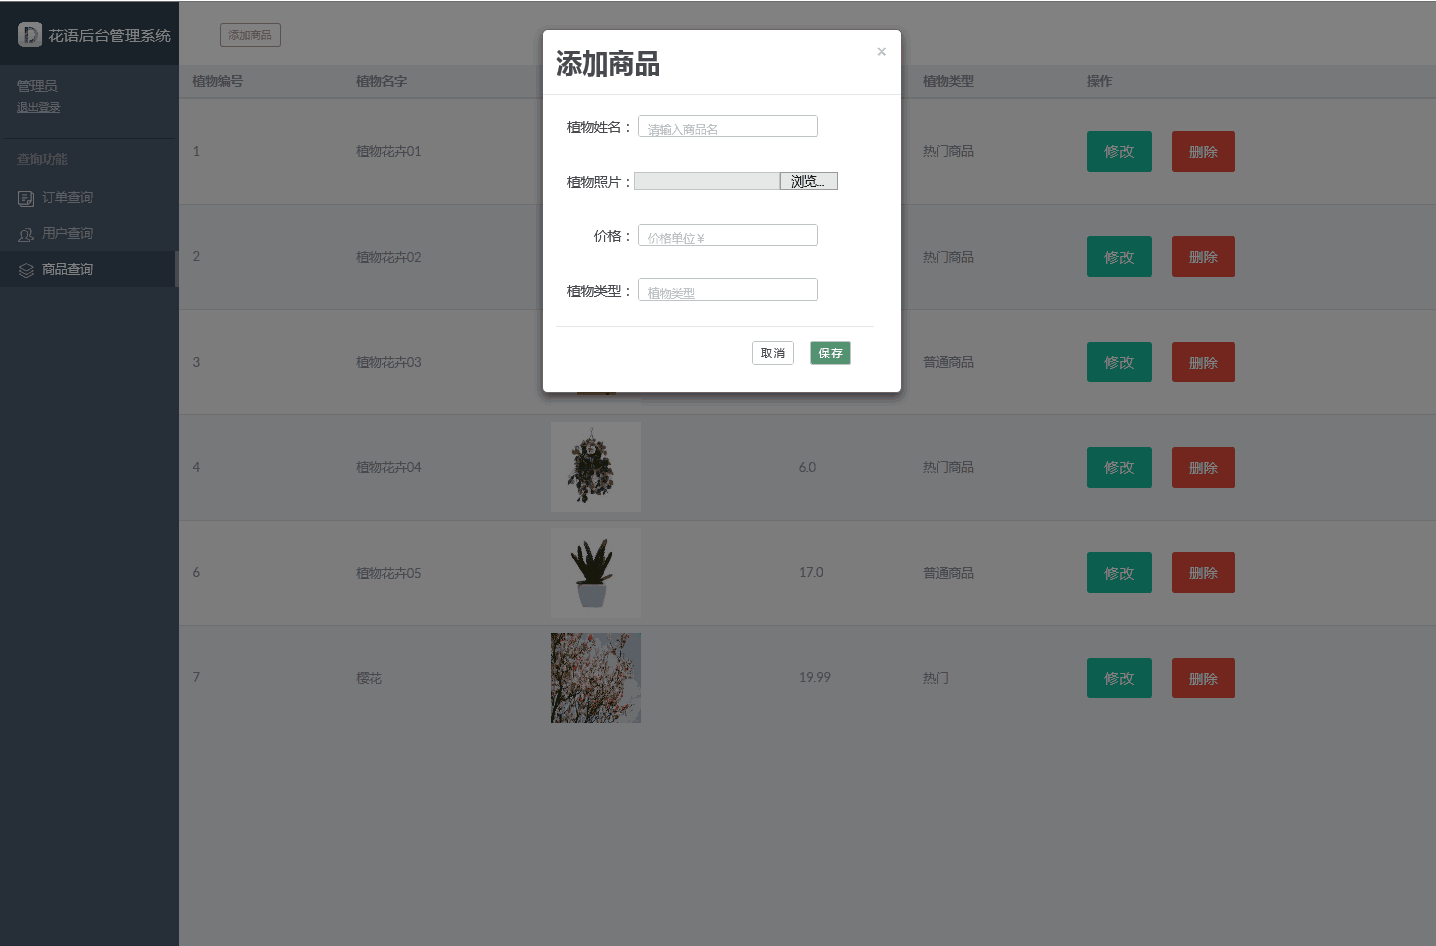 花语后台管理系统
管理员
退出登录
查询功能
订单查询
用户查询
商品查询
添加商品
植物编号 植物名字 植物类型 操作
1 植物花卉01 热门商品 修改 删除
2 植物花卉02 热门商品 修改 删除
3 植物花卉03 普通商品 修改 删除
4 植物花卉04 6.0 热门商品 修改 删除
6 植物花卉05 17.0 普通商品 修改 删除
7 樱花 19.99 热门 修改 删除
添加商品 ×
植物姓名： 请输入商品名
植物照片： 浏览...
价格： 价格单位￥
植物类型： 植物类型
取消 保存